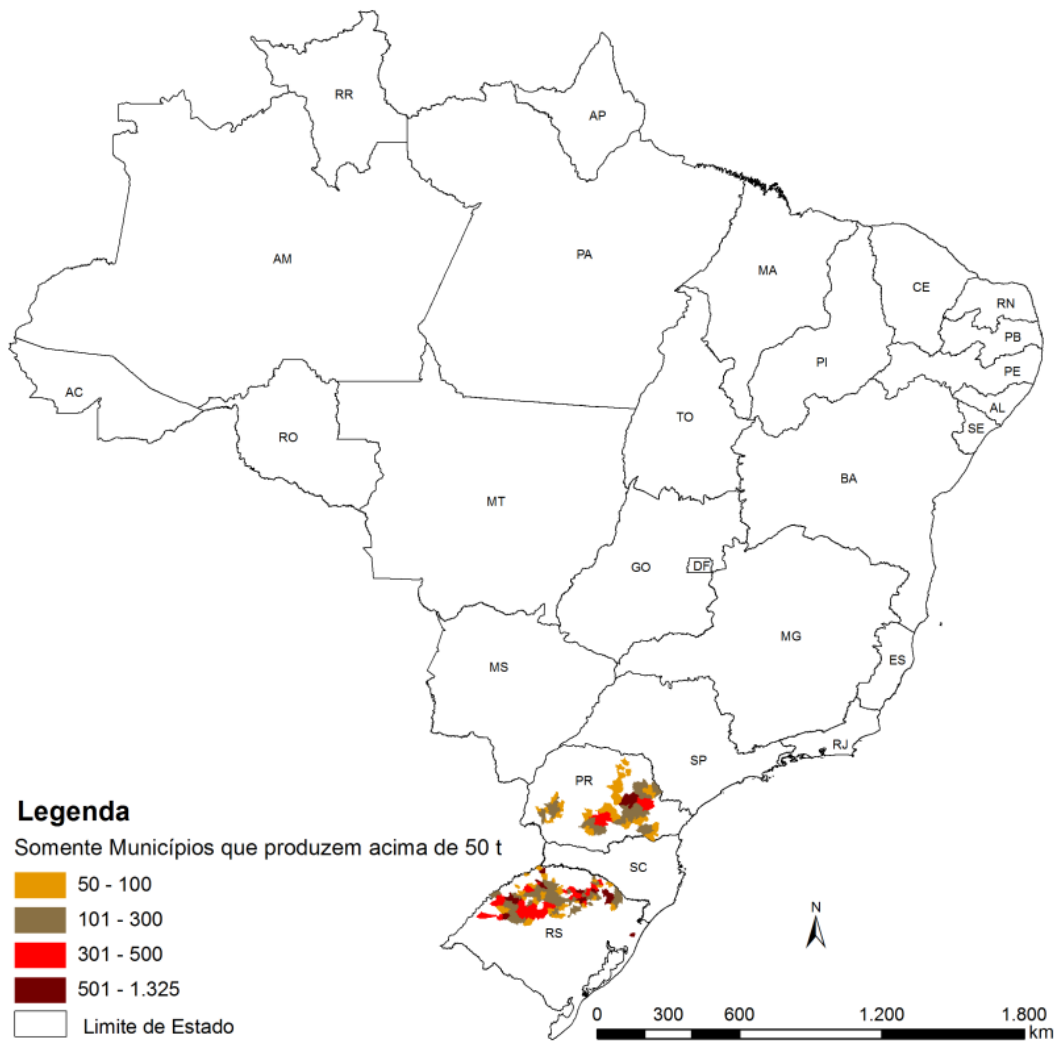 RR
AP
AM
PA
MA
CE
RN
PB
PI
PE
AC
AL
TO
SE
RO
BA
MT
GO
DF
MG
MS
ES
RJ
SP
PR
Legenda
Somente Municípios que produzem acima de 50 t
SC
50 - 100
101 - 300
RS
N
301 - 500
501 - 1.325
Limite de Estado
0 300 600 1.200 1.800
km